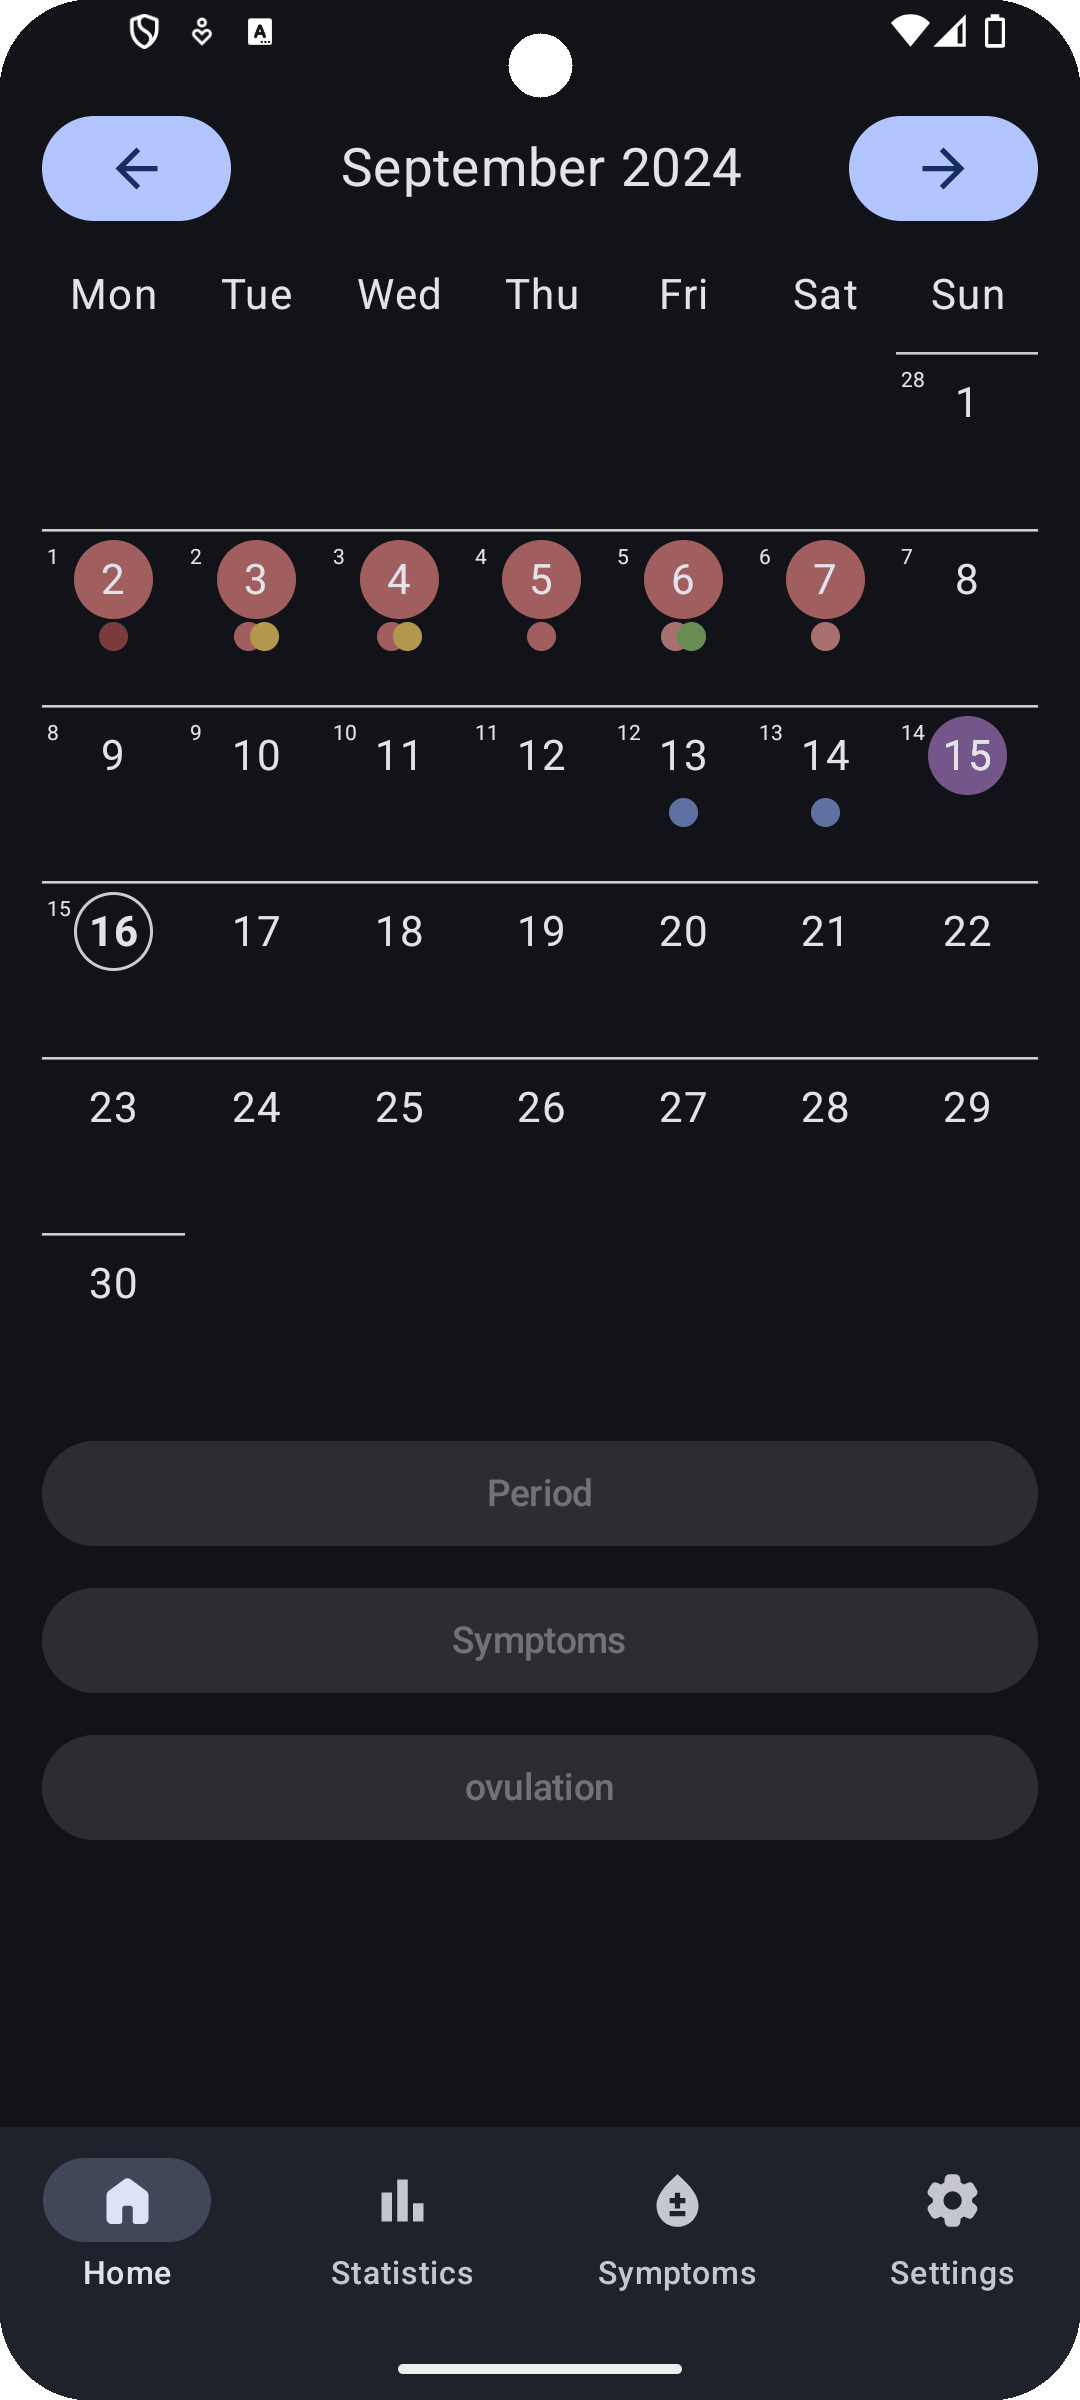 September 2024
Mon Tue Wed Thu Fri Sat Sun
28 1
1 2 2 3 3 4 4 5 5 6 6 7 7 8
8 9 9 10 10 11 11 12 12 13 13 14 14 15
15 16 17 18 19 20 21 22
23 24 25 26 27 28 29
30
Period
Symptoms
ovulation
Home Statistics Symptoms Settings